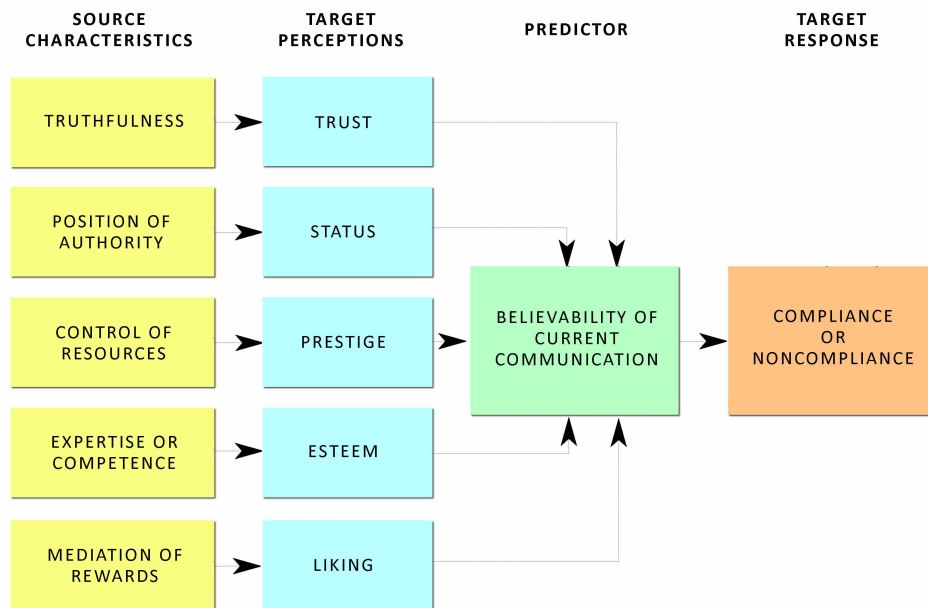 SOURCE
CHARACTERISTICS
TARGET
PERCEPTIONS
PREDICTOR
TARGET
RESPONSE
TRUTHFULNESS
TRUST
POSITION OF
AUTHORITY
STATUS
CONTROL OF
RESOURCES
PRESTIGE
BELIEVABILITY OF
CURRENT
COMMUNICATION
COMPLIANCE
OR
NONCOMPLIANCE
EXPERTISE OR
COMPETENCE
ESTEEM
MEDIATION OF
REWARDS
LIKING